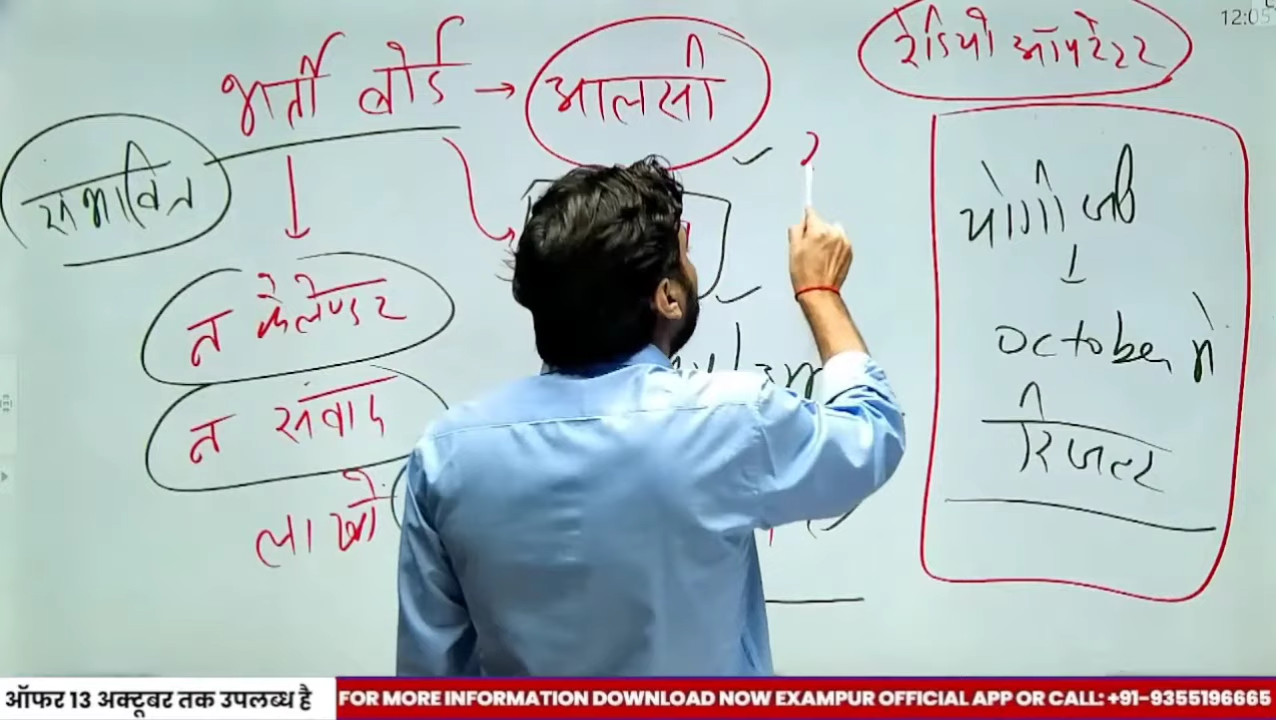 12:05
रेडियो ऑपरेटर
भर्ती बोर्ड → आलसी
संभावित
योगी जी
न कैलेण्डर
october में
न संवाद
रिजल्ट
लाखों
ऑफर 13 अक्टूबर तक उपलब्ध है
FOR MORE INFORMATION DOWNLOAD NOW EXAMPUR OFFICIAL APP OR CALL: +91-9355196665